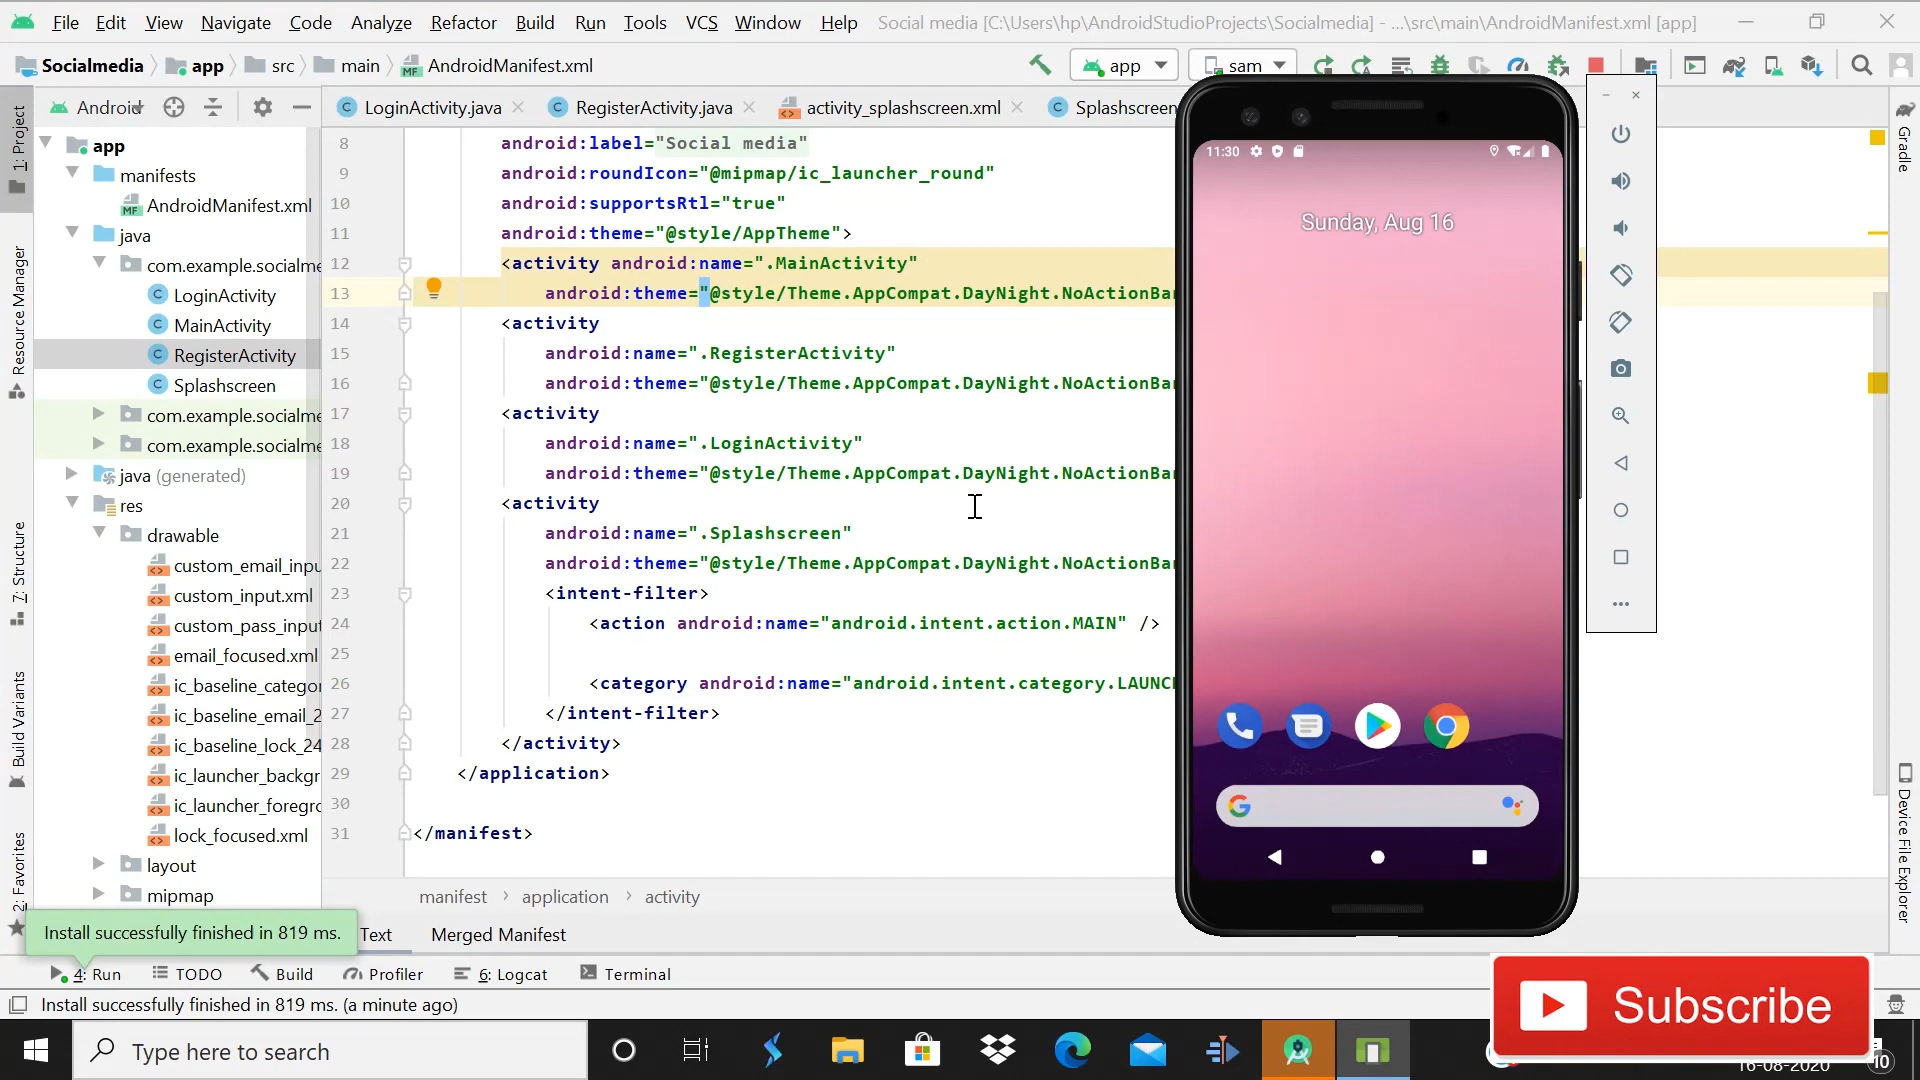 File Edit View Navigate Code Analyze Refactor Build Run Tools VCS Window Help Social media [C:\Users\hp\AndroidStudioProjects\Socialmedia] - ...\src\main\AndroidManifest.xml [app]
Socialmedia app src main AndroidManifest.xml app sam
Android LoginActivity.java RegisterActivity.java activity_splashscreen.xml Splashscreen
1: Project
Resource Manager
7: Structure
Build Variants
2: Favorites
app
manifests
AndroidManifest.xml
java
com.example.socialme
LoginActivity
MainActivity
RegisterActivity
Splashscreen
com.example.socialme
com.example.socialme
java (generated)
res
drawable
custom_email_inpu
custom_input.xml
custom_pass_input
email_focused.xml
ic_baseline_categor
ic_baseline_email_2
ic_baseline_lock_24
ic_launcher_backgr
ic_launcher_foregro
lock_focused.xml
layout
mipmap
8 android:label="Social media"
9 android:roundIcon="@mipmap/ic_launcher_round"
10 android:supportsRtl="true"
11 android:theme="@style/AppTheme">
12 <activity android:name=".MainActivity"
13 android:theme="@style/Theme.AppCompat.DayNight.NoActionBar
14 <activity
15 android:name=".RegisterActivity"
16 android:theme="@style/Theme.AppCompat.DayNight.NoActionBar
17 <activity
18 android:name=".LoginActivity"
19 android:theme="@style/Theme.AppCompat.DayNight.NoActionBar
20 <activity
21 android:name=".Splashscreen"
22 android:theme="@style/Theme.AppCompat.DayNight.NoActionBar
23 <intent-filter>
24 <action android:name="android.intent.action.MAIN" />
25
26 <category android:name="android.intent.category.LAUNCH
27 </intent-filter>
28 </activity>
29 </application>
30
31 </manifest>
manifest › application › activity
Text Merged Manifest
11:30
Sunday, Aug 16
Gradle
Device File Explorer
Install successfully finished in 819 ms.
4: Run TODO Build Profiler 6: Logcat Terminal
Install successfully finished in 819 ms. (a minute ago)
Subscribe
Type here to search
16-08-2020
10